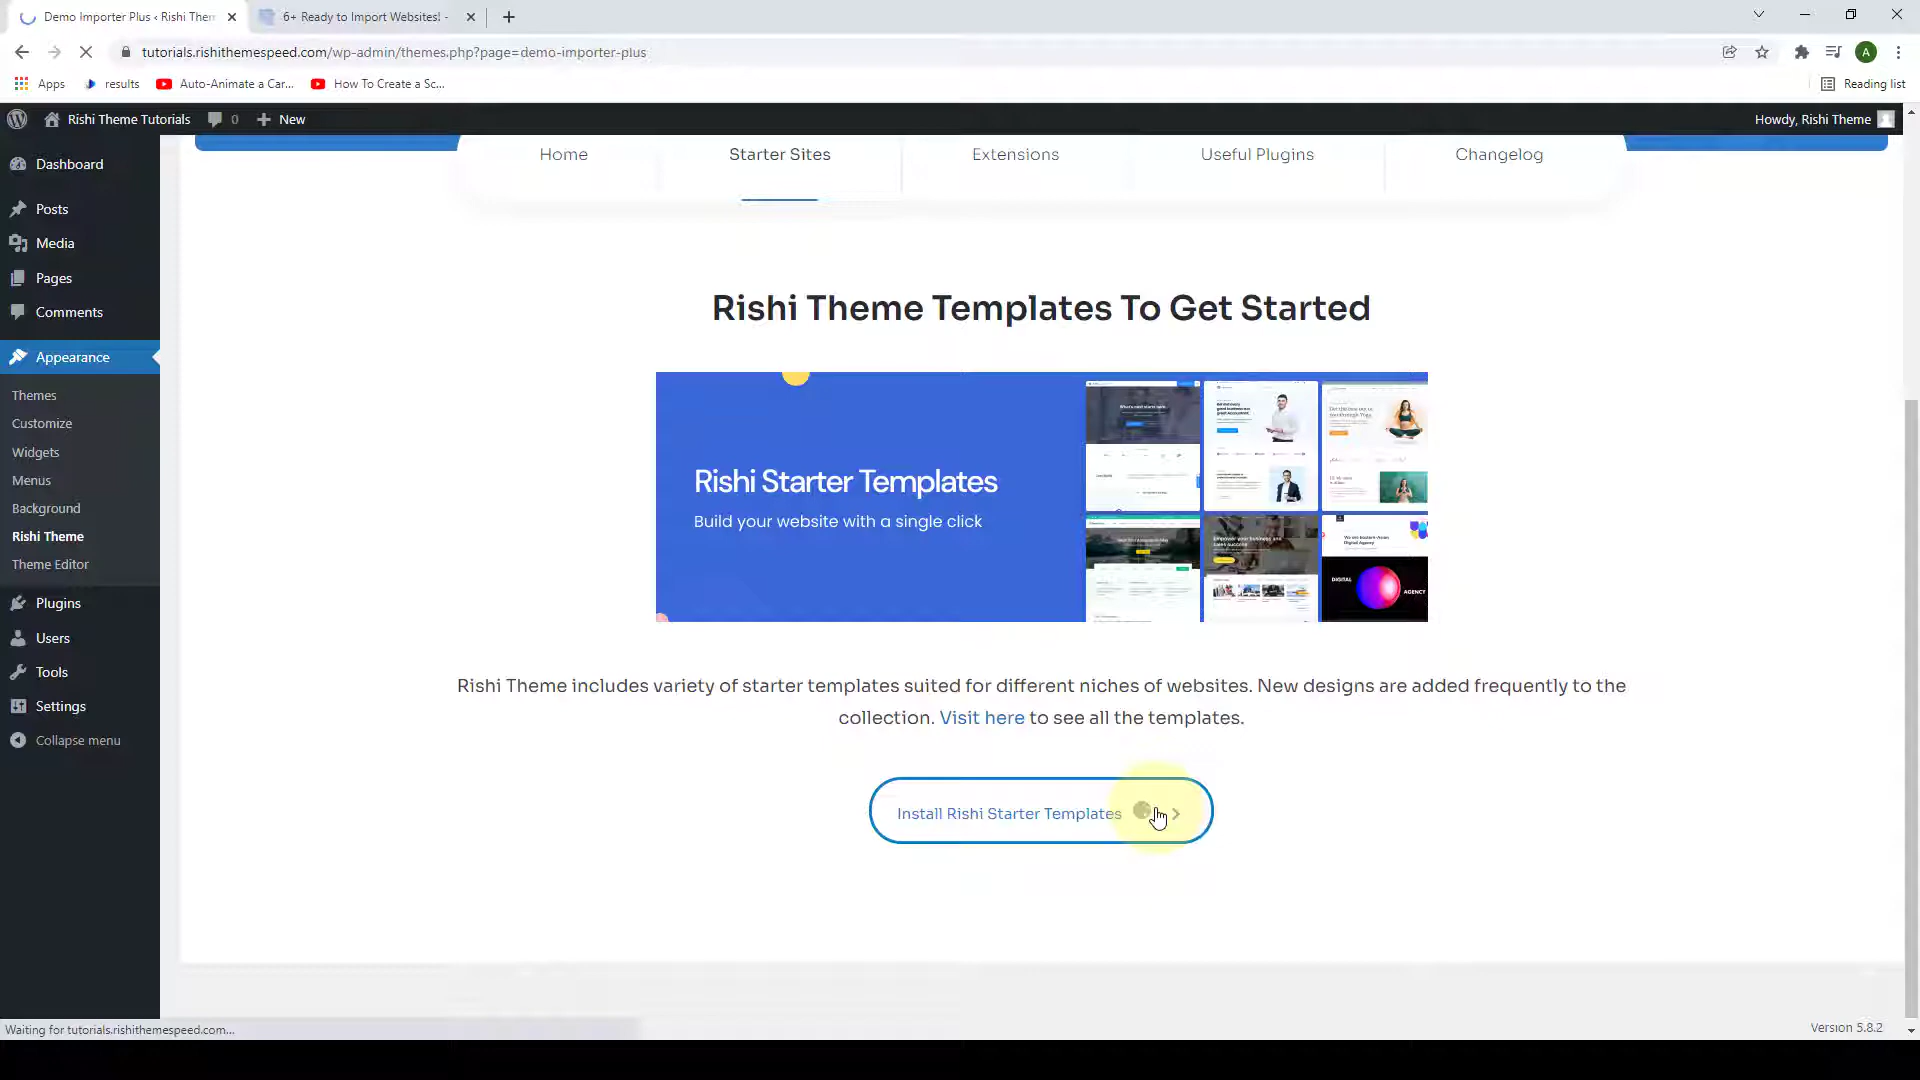 Demo Importer Plus ‹ Rishi Them
6+ Ready to Import Websites! -
tutorials.rishithemespeed.com/wp-admin/themes.php?page=demo-importer-plus
A
Apps
results
Auto-Animate a Car...
How To Create a Sc...
Reading list
Rishi Theme Tutorials
0
New
Howdy, Rishi Theme
Dashboard
Posts
Media
Pages
Comments
Appearance
Themes
Customize
Widgets
Menus
Background
Rishi Theme
Theme Editor
Plugins
Users
Tools
Settings
Collapse menu
Home
Starter Sites
Extensions
Useful Plugins
Changelog
Rishi Theme Templates To Get Started
Rishi Starter Templates
Build your website with a single click
DIGITAL
AGENCY
Rishi Theme includes variety of starter templates suited for different niches of websites. New designs are added frequently to the
collection. Visit here to see all the templates.
Install Rishi Starter Templates
Waiting for tutorials.rishithemespeed.com...
Version 5.8.2